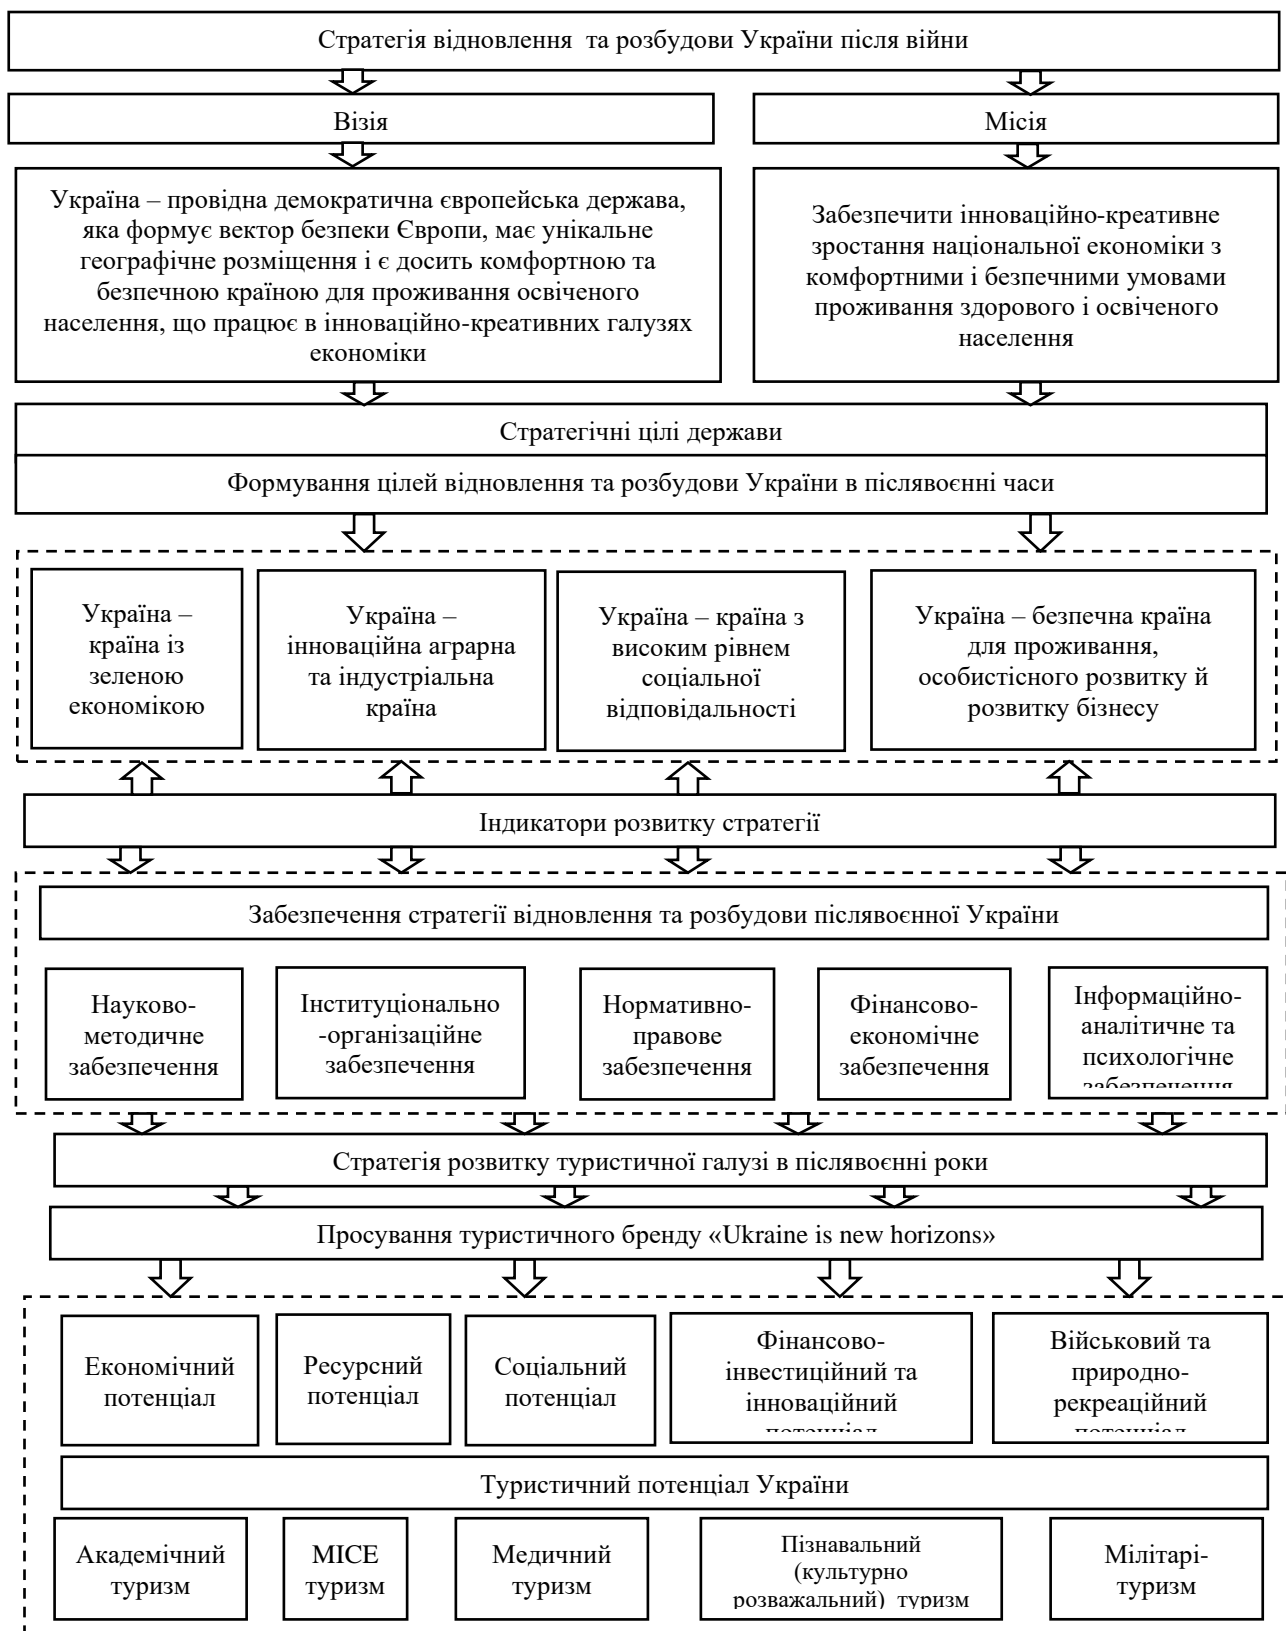 Стратегія відновлення та розбудови України після війни
Візія
Місія
Україна – провідна демократична європейська держава,
яка формує вектор безпеки Європи, має унікальне
географічне розміщення і є досить комфортною та
безпечною країною для проживання освіченого
населення, що працює в інноваційно-креативних галузях
економіки
Забезпечити інноваційно-креативне
зростання національної економіки з
комфортними і безпечними умовами
проживання здорового і освіченого
населення
Стратегічні цілі держави
Формування цілей відновлення та розбудови України в післявоєнні часи
Україна –
країна із
зеленою
економікою
Україна –
інноваційна аграрна
та індустріальна
країна
Україна – країна з
високим рівнем
соціальної
відповідальності
Україна – безпечна країна
для проживання,
особистісного розвитку й
розвитку бізнесу
Індикатори розвитку стратегії
Забезпечення стратегії відновлення та розбудови післявоєнної України
Науково-
методичне
забезпечення
Інституціонально
-організаційне
забезпечення
Нормативно-
правове
забезпечення
Фінансово-
економічне
забезпечення
Інформаційно-
аналітичне та
психологічне
забезпечення
Стратегія розвитку туристичної галузі в післявоєнні роки
Просування туристичного бренду «Ukraine is new horizons»
Економічний
потенціал
Ресурсний
потенціал
Соціальний
потенціал
Фінансово-
інвестиційний та
інноваційний
потенціал
Військовий та
природно-
рекреаційний
потенціал
Туристичний потенціал України
Академічний
туризм
MICE
туризм
Медичний
туризм
Пізнавальний
(культурно
розважальний) туризм
Мілітарі-
туризм